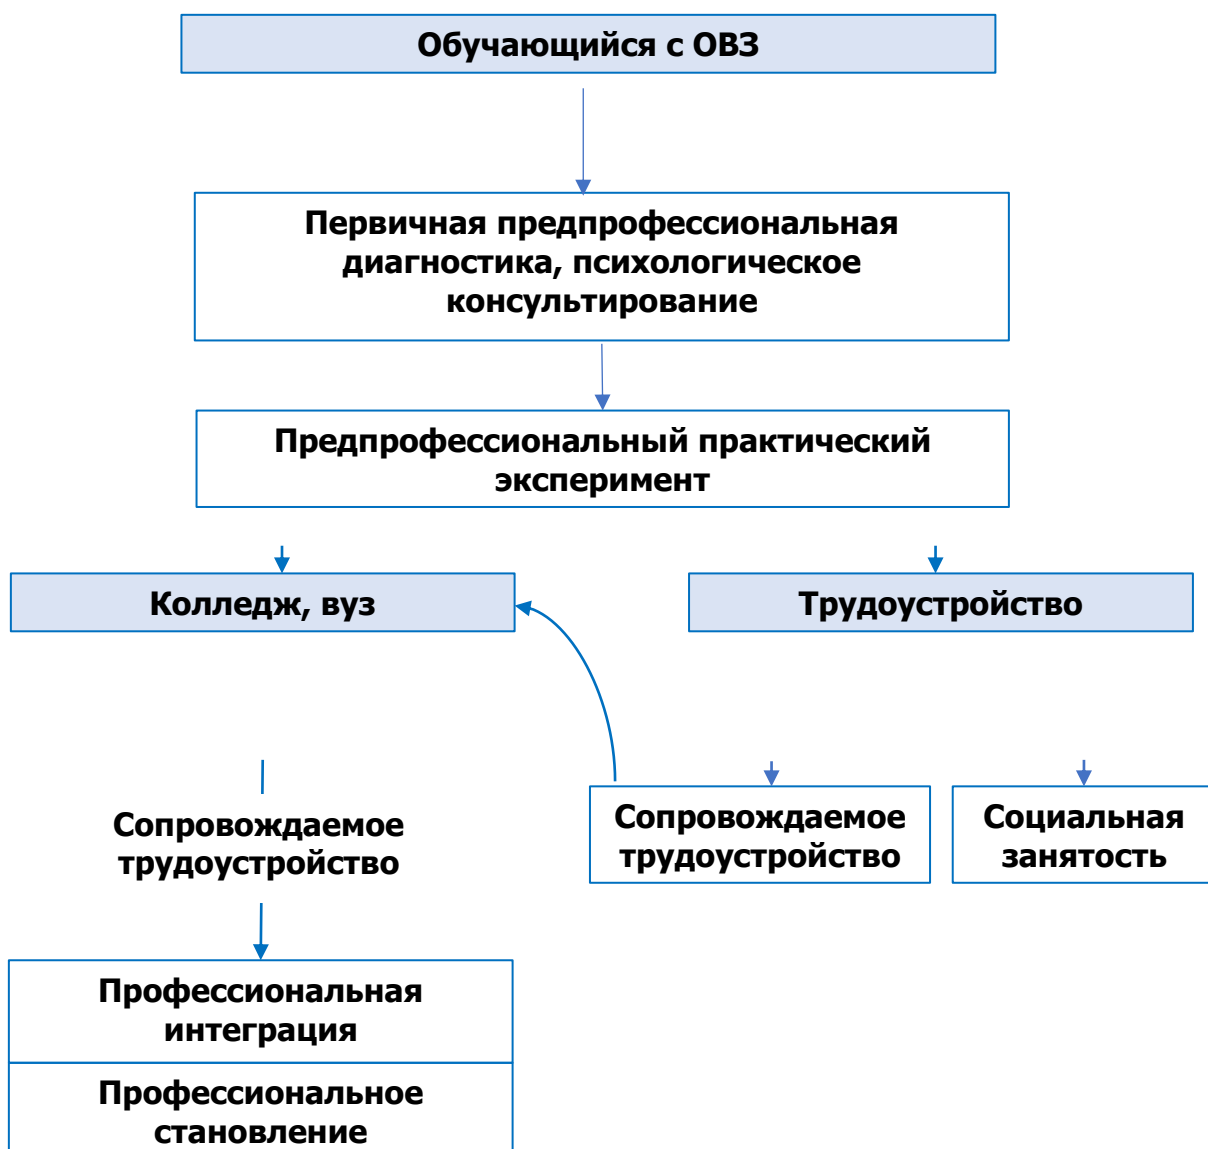 Обучающийся с ОВЗ
Первичная предпрофессиональная
диагностика, психологическое
консультирование
Предпрофессиональный практический
эксперимент
Колледж, вуз
Трудоустройство
Сопровождаемое
трудоустройство
Сопровождаемое
трудоустройство
Социальная
занятость
Профессиональная
интеграция
Профессиональное
становление